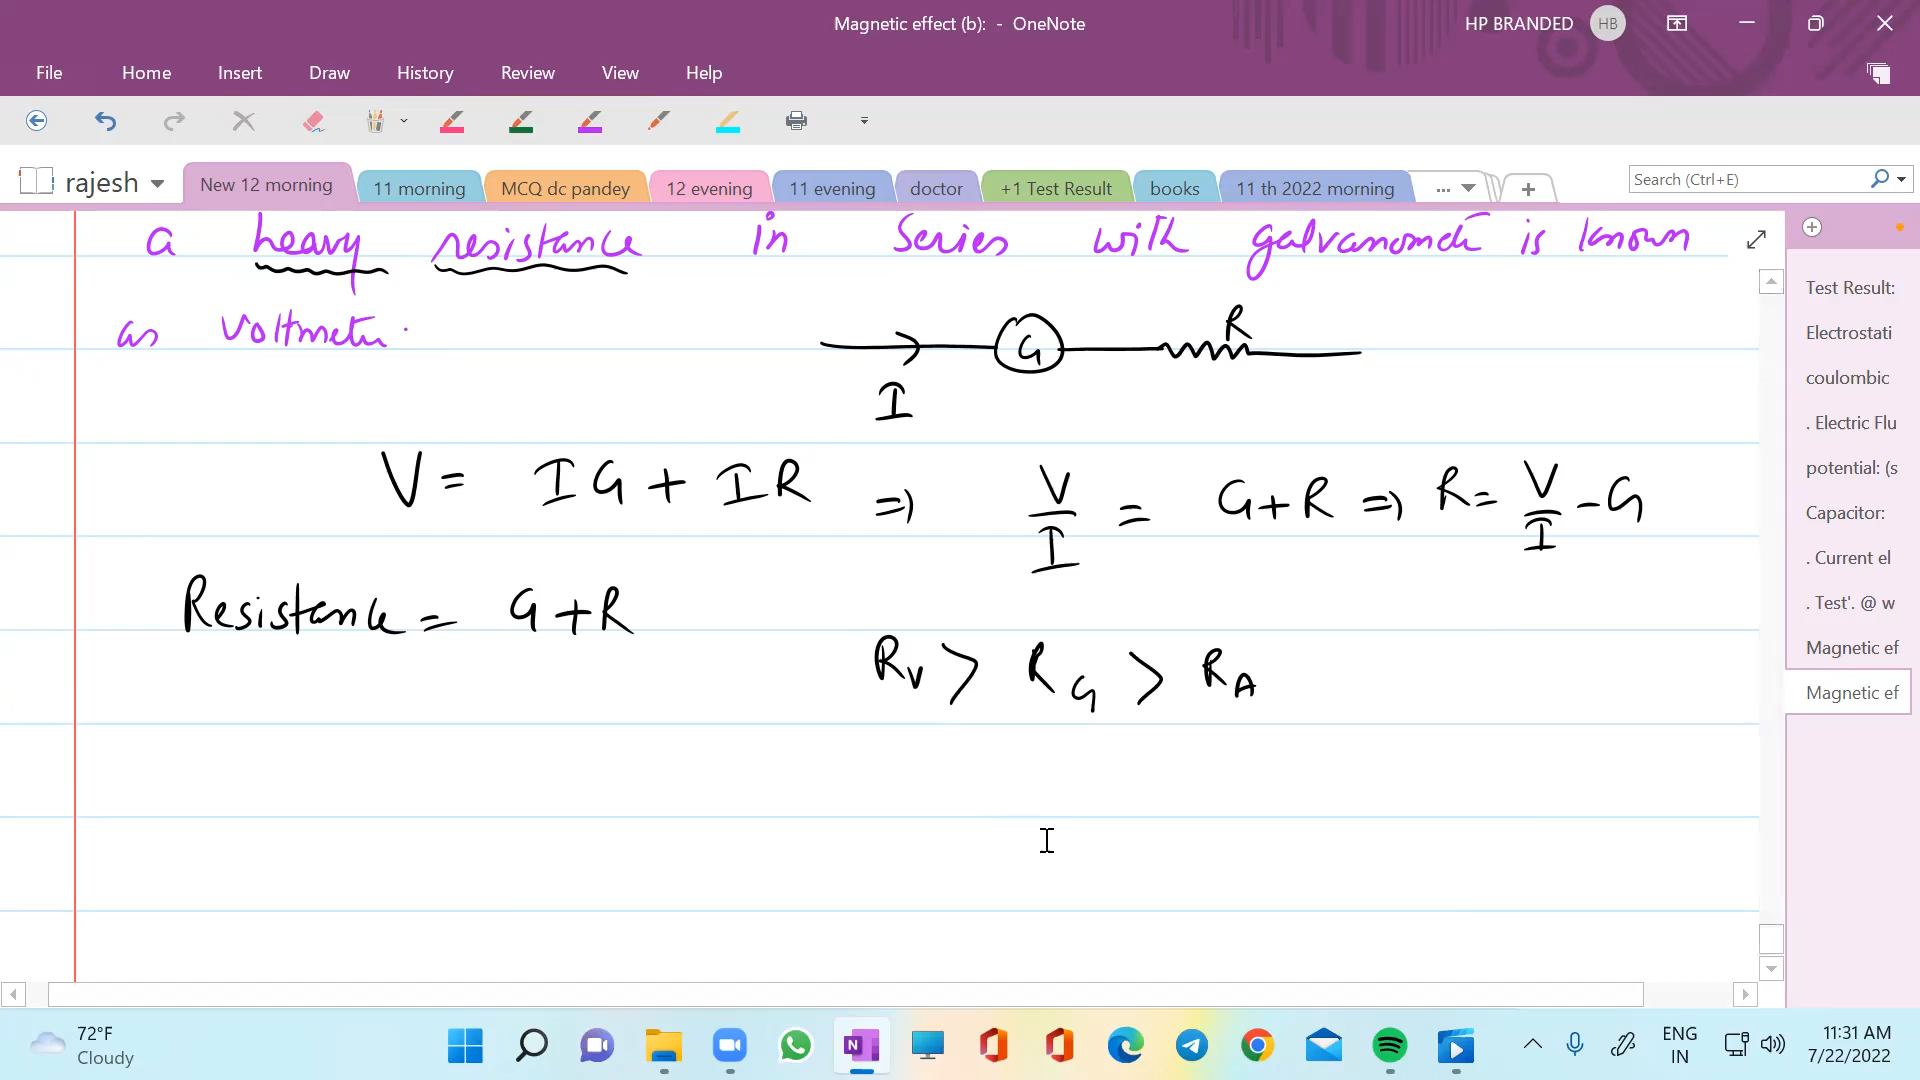 Magnetic effect (b): - OneNote
HP BRANDED HB
File Home Insert Draw History Review View Help
rajesh New 12 morning 11 morning MCQ dc pandey 12 evening 11 evening doctor +1 Test Result books 11 th 2022 morning ... + Search (Ctrl+E)
a heavy resistance in Series with galvanomet is known
as Voltmeter.
G R
I
V = IG + IR ⇒ V/I = G+R ⇒ R = V/I - G
Resistance = G+R
Rv > RG > RA
Test Result:
Electrostati
coulombic
. Electric Flu
potential: (s
Capacitor:
. Current el
. Test'. @ w
Magnetic ef
Magnetic ef
72°F
Cloudy
ENG
IN
11:31 AM
7/22/2022